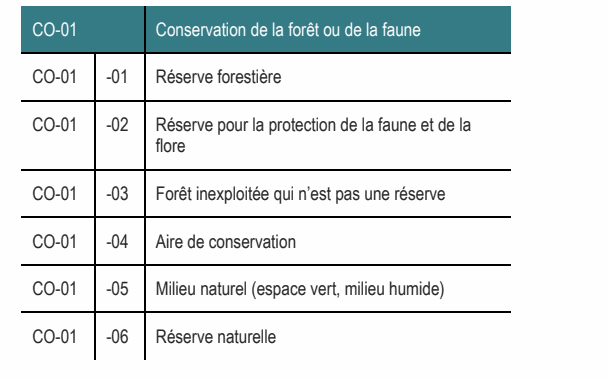 CO-01 Conservation de la forêt ou de la faune
CO-01 -01 Réserve forestière
CO-01 -02 Réserve pour la protection de la faune et de la
flore
CO-01 -03 Forêt inexploitée qui n’est pas une réserve
CO-01 -04 Aire de conservation
CO-01 -05 Milieu naturel (espace vert, milieu humide)
CO-01 -06 Réserve naturelle